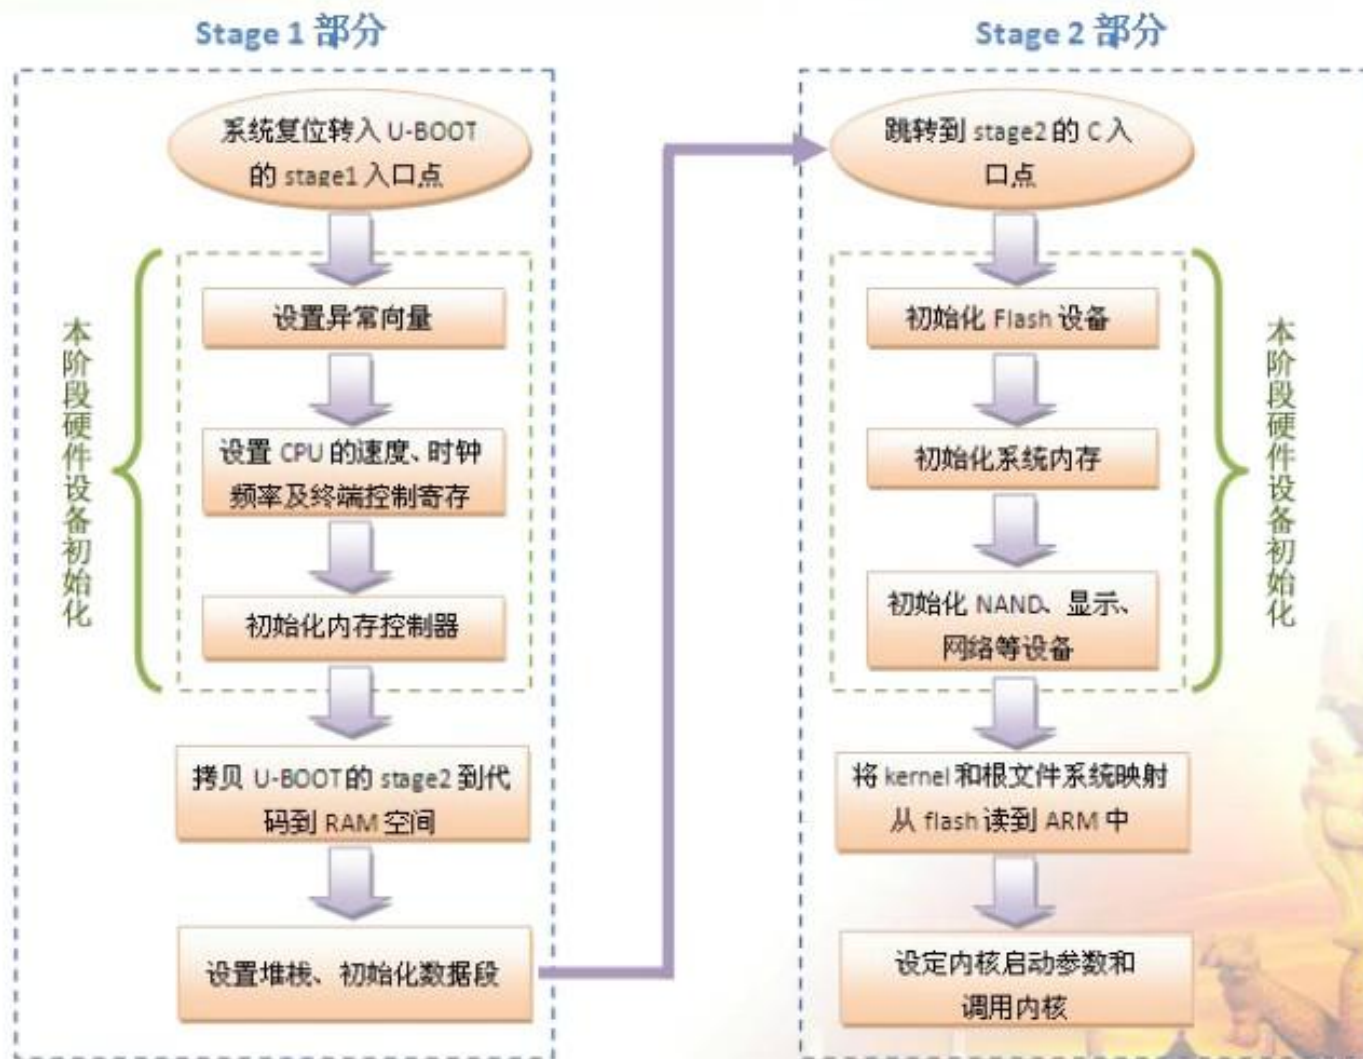 Stage 1 部分
系统复位转入 U-BOOT
的 stage1 入口点
本阶段硬件设备初始化
设置异常向量
设置 CPU 的速度、时钟
频率及终端控制寄存
初始化内存控制器
拷贝 U-BOOT的 stage2 到代
码到 RAM 空间
设置堆栈、初始化数据段
Stage 2 部分
跳转到 stage2 的 C 入
口点
初始化 Flash 设备
初始化系统内存
初始化 NAND、显示、
网络等设备
本阶段硬件设备初始化
将 kernel 和根文件系统映射
从 flash 读到 ARM 中
设定内核启动参数和
调用内核